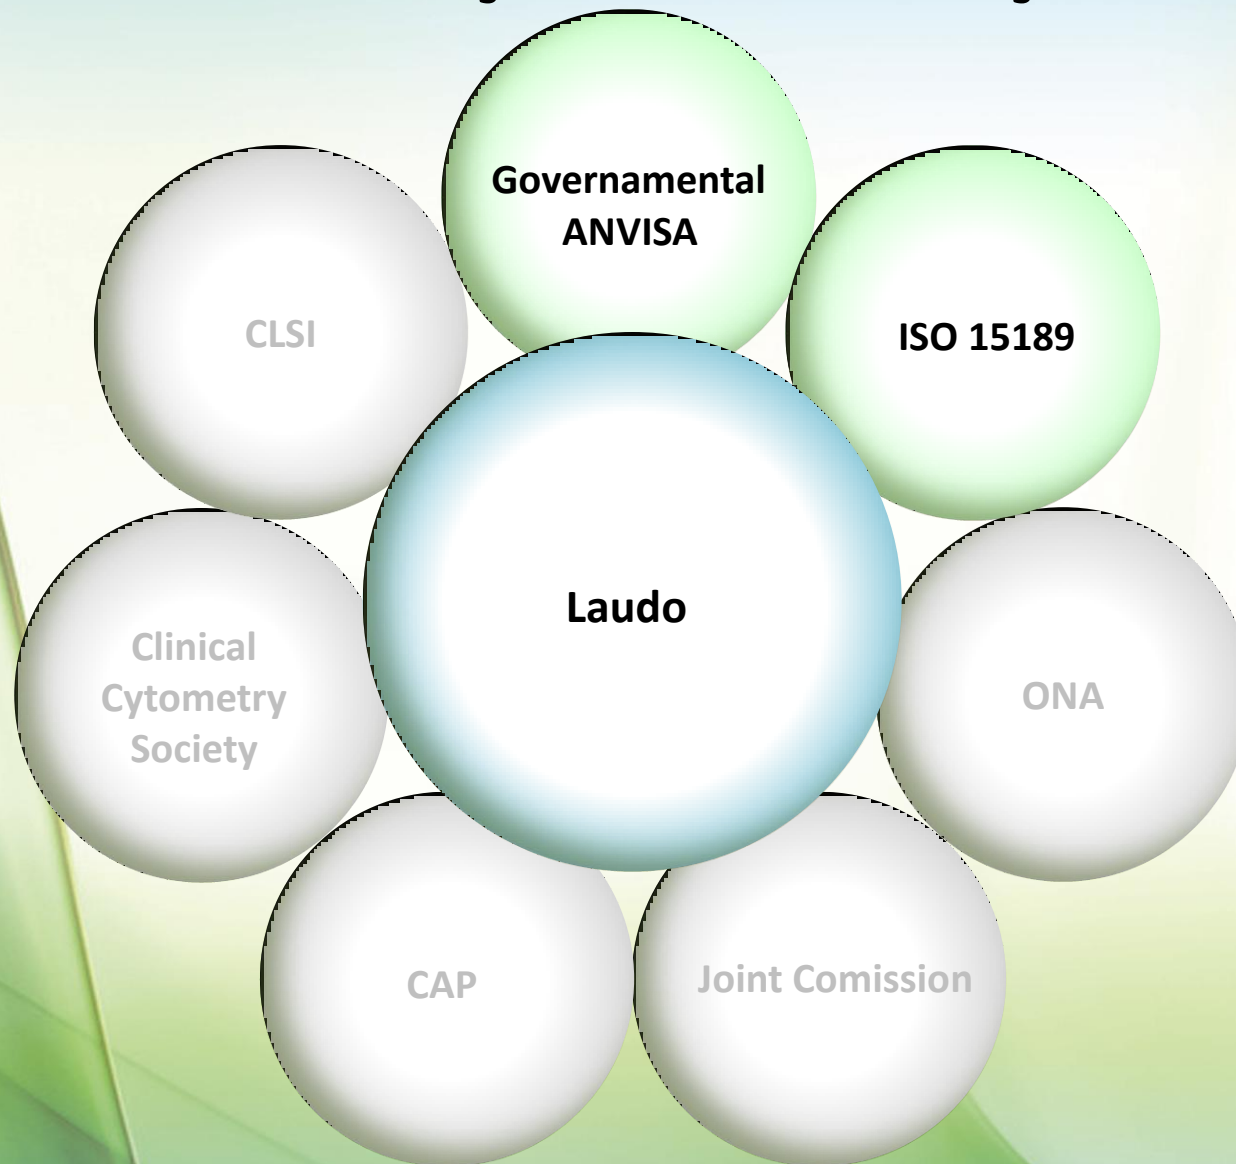 Governamental
ANVISA
CLSI
ISO 15189
Laudo
Clinical
Cytometry
Society
ONA
CAP
Joint Comission